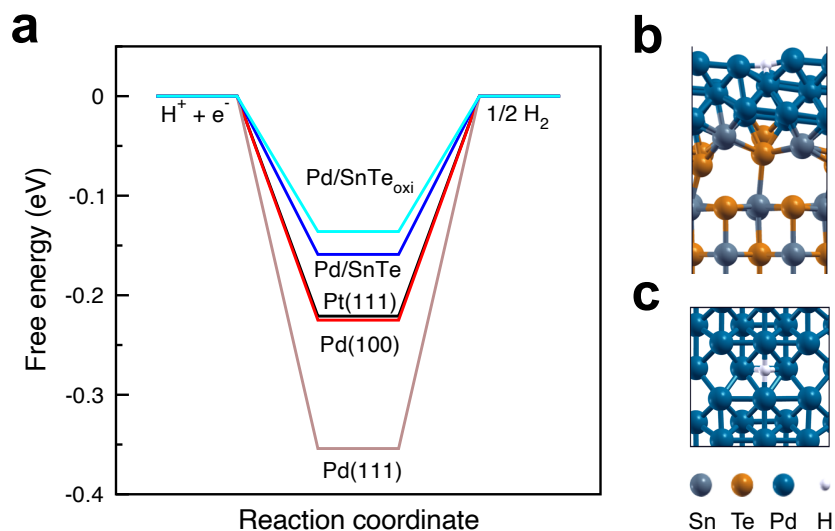 a
b
0
-0.1
-0.2
-0.3
-0.4
Free energy (eV)
H⁺ + e⁻
1/2 H₂
Pd/SnTeₒₓᵢ
Pd/SnTe
Pt(111)
Pd(100)
Pd(111)
Reaction coordinate
c
Sn Te Pd H